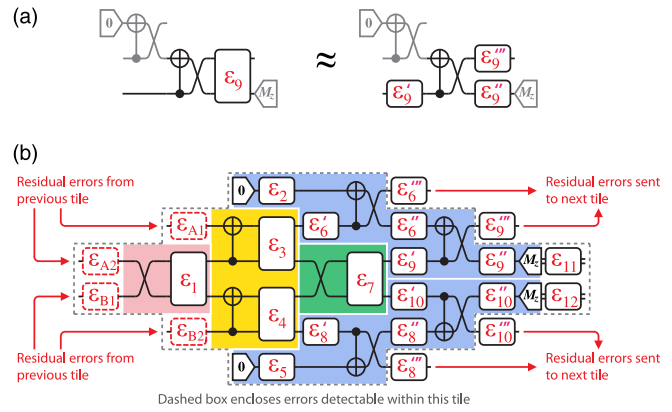 (a)
0
ε9
Mz
≈
0
ε9‴
ε9′
ε9″
Mz
(b)
Residual errors from
previous tile
Residual errors sent
to next tile
0
ε2
ε6‴
εA1
ε6′
ε6″
ε9‴
ε3
εA2
ε9′
ε9″
Mz
ε11
ε1
ε7
εB1
ε10′
ε10″
Mz
ε12
ε4
εB2
ε8′
ε8″
ε10‴
0
ε5
ε8‴
Residual errors from
previous tile
Residual errors sent
to next tile
Dashed box encloses errors detectable within this tile